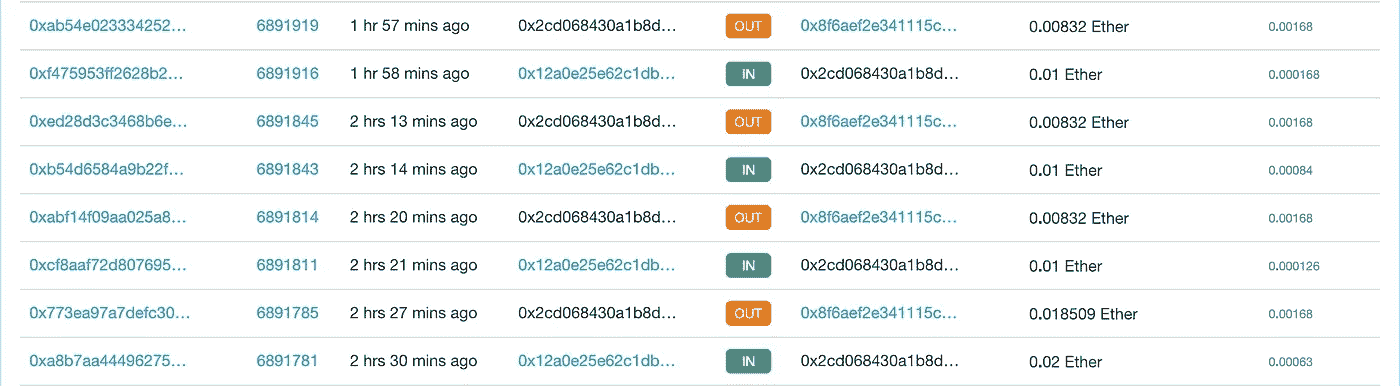 0xab54e023334252... 6891919 1 hr 57 mins ago 0x2cd068430a1b8d... OUT 0x8f6aef2e341115c... 0.00832 Ether 0.00168
0xf475953ff2628b2... 6891916 1 hr 58 mins ago 0x12a0e25e62c1db... IN 0x2cd068430a1b8d... 0.01 Ether 0.000168
0xed28d3c3468b6e... 6891845 2 hrs 13 mins ago 0x2cd068430a1b8d... OUT 0x8f6aef2e341115c... 0.00832 Ether 0.00168
0xb54d6584a9b22f... 6891843 2 hrs 14 mins ago 0x12a0e25e62c1db... IN 0x2cd068430a1b8d... 0.01 Ether 0.00084
0xabf14f09aa025a8... 6891814 2 hrs 20 mins ago 0x2cd068430a1b8d... OUT 0x8f6aef2e341115c... 0.00832 Ether 0.00168
0xcf8aaf72d807695... 6891811 2 hrs 21 mins ago 0x12a0e25e62c1db... IN 0x2cd068430a1b8d... 0.01 Ether 0.000126
0x773ea97a7defc30... 6891785 2 hrs 27 mins ago 0x2cd068430a1b8d... OUT 0x8f6aef2e341115c... 0.018509 Ether 0.00168
0xa8b7aa44496275... 6891781 2 hrs 30 mins ago 0x12a0e25e62c1db... IN 0x2cd068430a1b8d... 0.02 Ether 0.00063